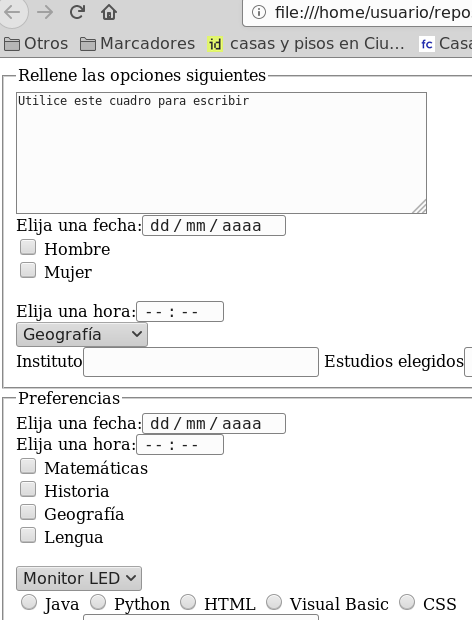 file:///home/usuario/repo
Otros Marcadores casas y pisos en Ciu... Casa
Rellene las opciones siguientes
Utilice este cuadro para escribir
Elija una fecha: dd/mm/aaaa
Hombre
Mujer
Elija una hora: --:--
Geografía
Instituto Estudios elegidos
Preferencias
Elija una fecha: dd/mm/aaaa
Elija una hora: --:--
Matemáticas
Historia
Geografía
Lengua
Monitor LED
Java Python HTML Visual Basic CSS